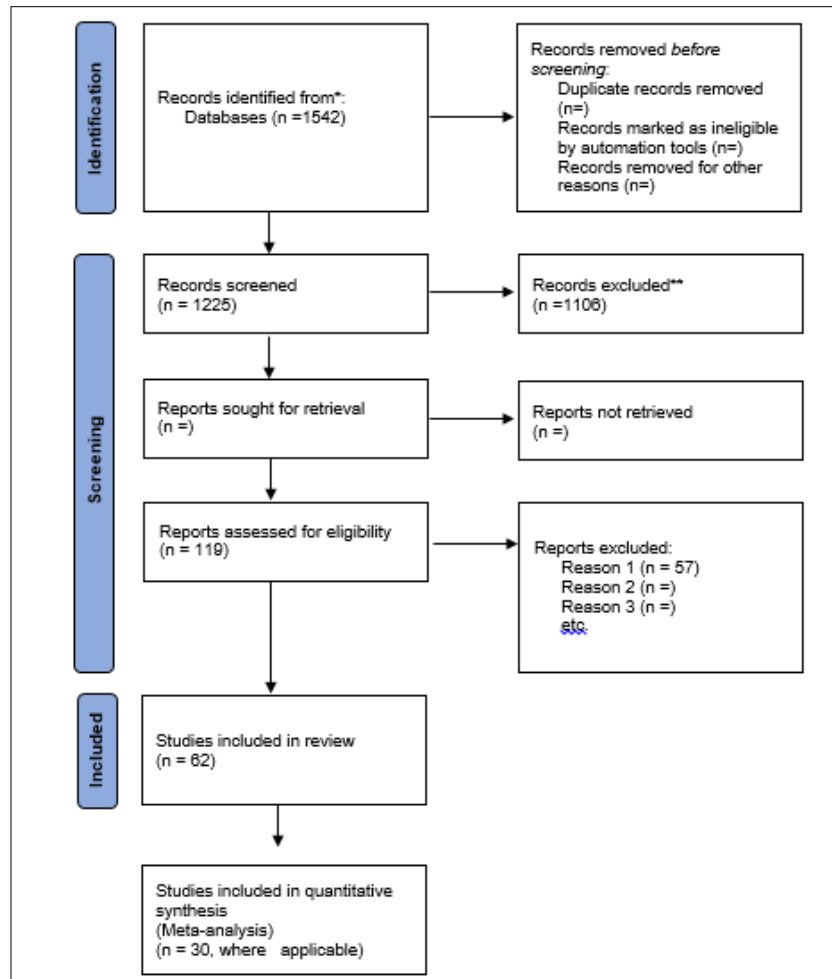 Identification
Records identified from*:
Databases (n =1542)
Records removed before
screening:
Duplicate records removed
(n=)
Records marked as ineligible
by automation tools (n=)
Records removed for other
reasons (n=)
Screening
Records screened
(n = 1225)
Records excluded**
(n =1106)
Reports sought for retrieval
(n =)
Reports not retrieved
(n =)
Reports assessed for eligibility
(n = 119)
Reports excluded:
Reason 1 (n = 57)
Reason 2 (n =)
Reason 3 (n =)
etc.
Included
Studies included in review
(n = 62)
Studies included in quantitative
synthesis
(Meta-analysis)
(n = 30, where applicable)